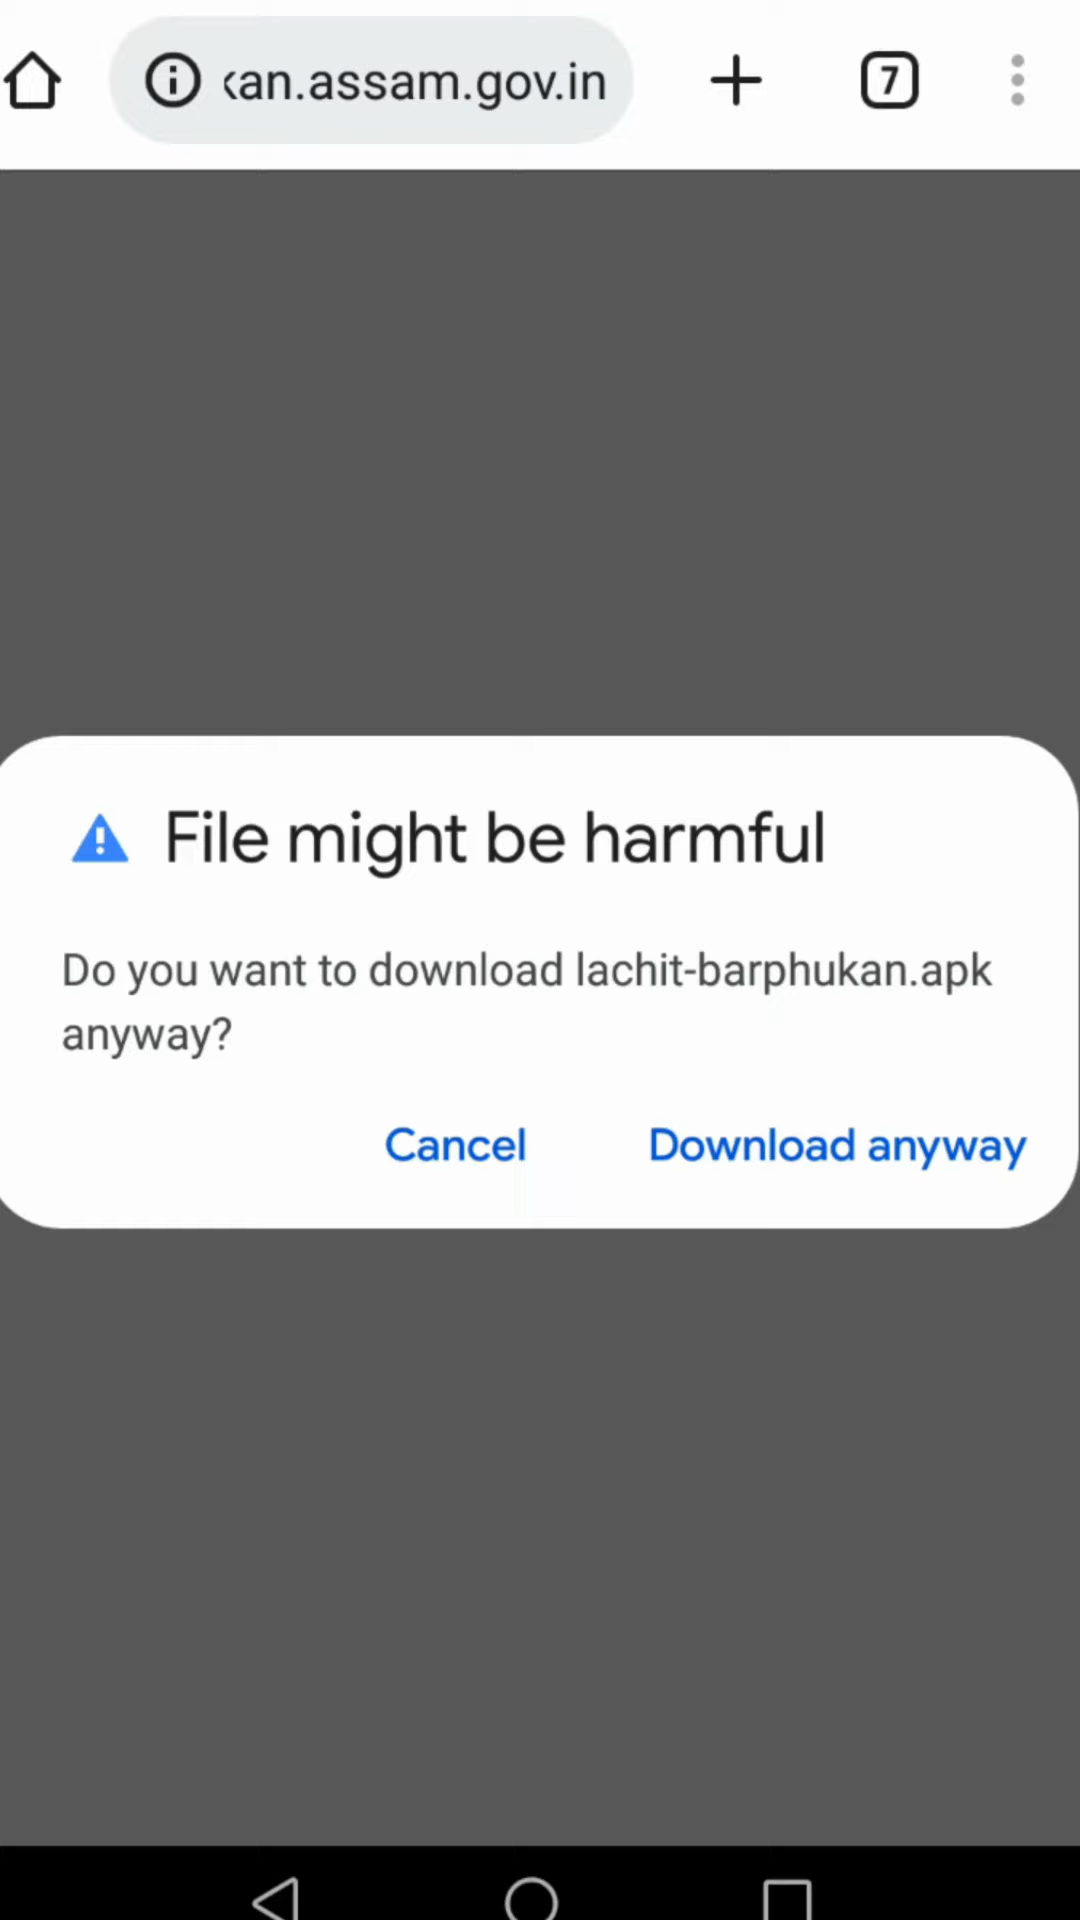 kan.assam.gov.in
7
File might be harmful
Do you want to download lachit-barphukan.apk
anyway?
Cancel Download anyway